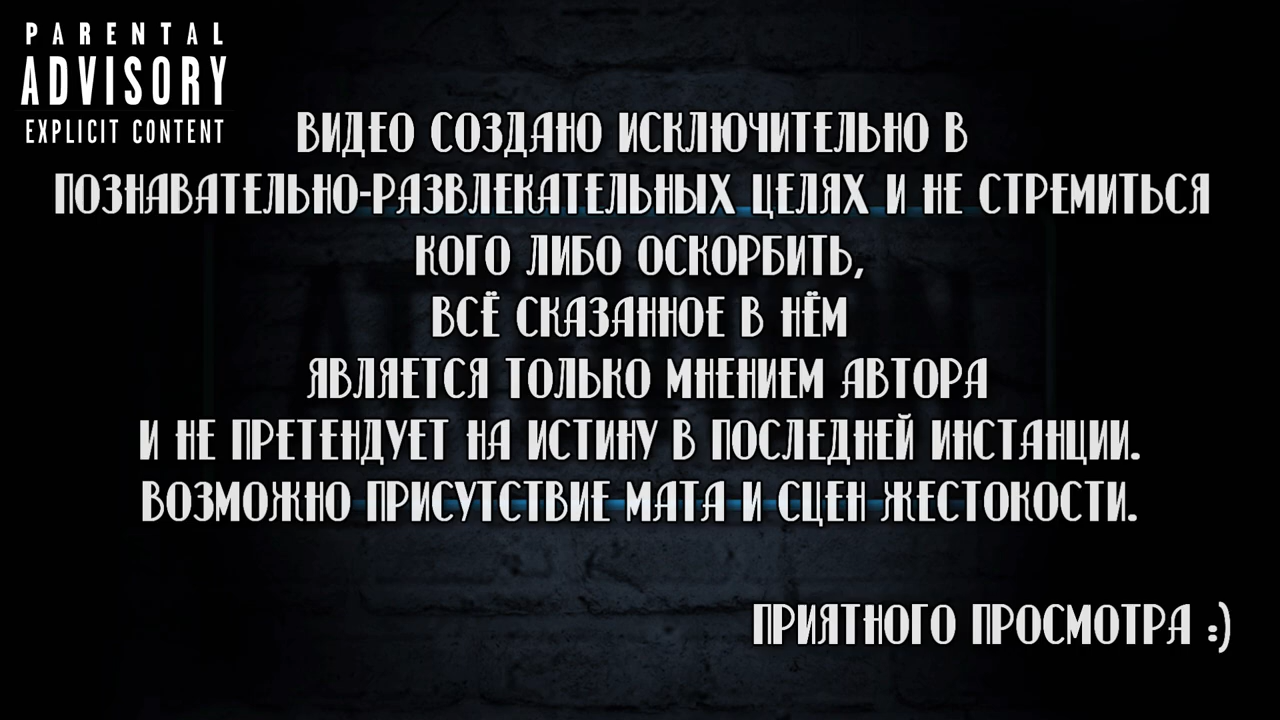 PARENTAL
ADVISORY
EXPLICIT CONTENT
ВИДЕО СОЗДАНО ИСКЛЮЧИТЕЛЬНО В
ПОЗНАВАТЕЛЬНО-РАЗВЛЕКАТЕЛЬНЫХ ЦЕЛЯХ И НЕ СТРЕМИТЬСЯ
КОГО ЛИБО ОСКОРБИТЬ,
ВСЁ СКАЗАННОЕ В НЁМ
ЯВЛЯЕТСЯ ТОЛЬКО МНЕНИЕМ АВТОРА
И НЕ ПРЕТЕНДУЕТ НА ИСТИНУ В ПОСЛЕДНЕЙ ИНСТАНЦИИ.
ВОЗМОЖНО ПРИСУТСТВИЕ МАТА И СЦЕН ЖЕСТОКОСТИ.
ПРИЯТНОГО ПРОСМОТРА :)